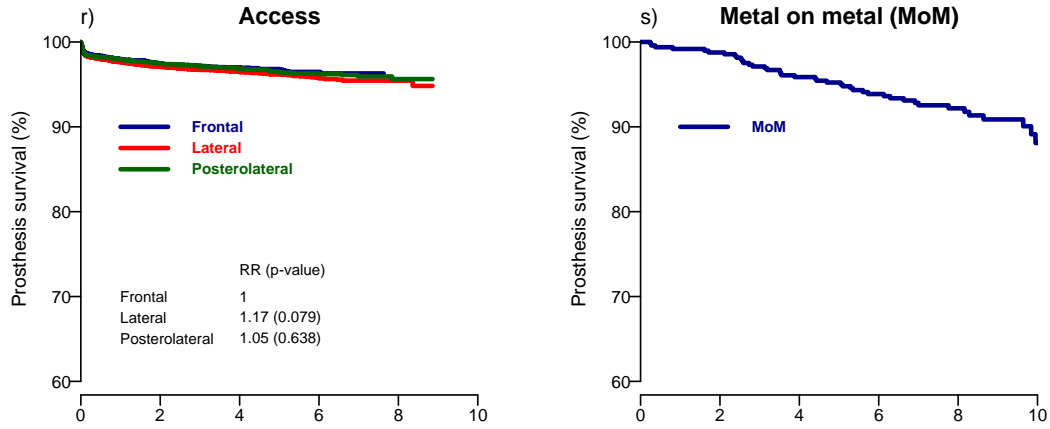 r)
Access
100
90
80
70
60
Prosthesis survival (%)
Frontal
Lateral
Posterolateral
RR (p-value)
Frontal 1
Lateral 1.17 (0.079)
Posterolateral 1.05 (0.638)
0 2 4 6 8 10
s)
Metal on metal (MoM)
100
90
80
70
60
Prosthesis survival (%)
MoM
0 2 4 6 8 10